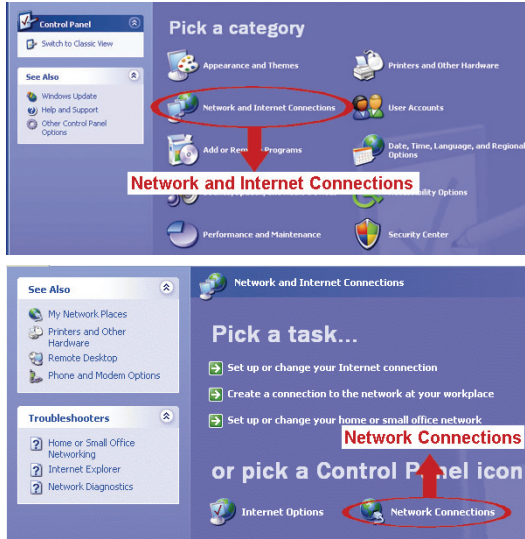 Control Panel
Switch to Classic View
See Also
Windows Update
Help and Support
Other Control Panel
Options
Pick a category
Appearance and Themes
Printers and Other Hardware
Network and Internet Connections
User Accounts
Add or Programs
Date, Time, Language, and Regional
Options
Network and Internet Connections
Options
Performance and Maintenance
Security Center
See Also
My Network Places
Printers and Other
Hardware
Remote Desktop
Phone and Modem Options
Troubleshooters
Home or Small Office
Networking
Internet Explorer
Network Diagnostics
Network and Internet Connections
Pick a task...
Set up or change your Internet connection
Create a connection to the network at your workplace
Set up or change your home or small office network
Network Connections
or pick a Control Panel icon
Internet Options
Network Connections